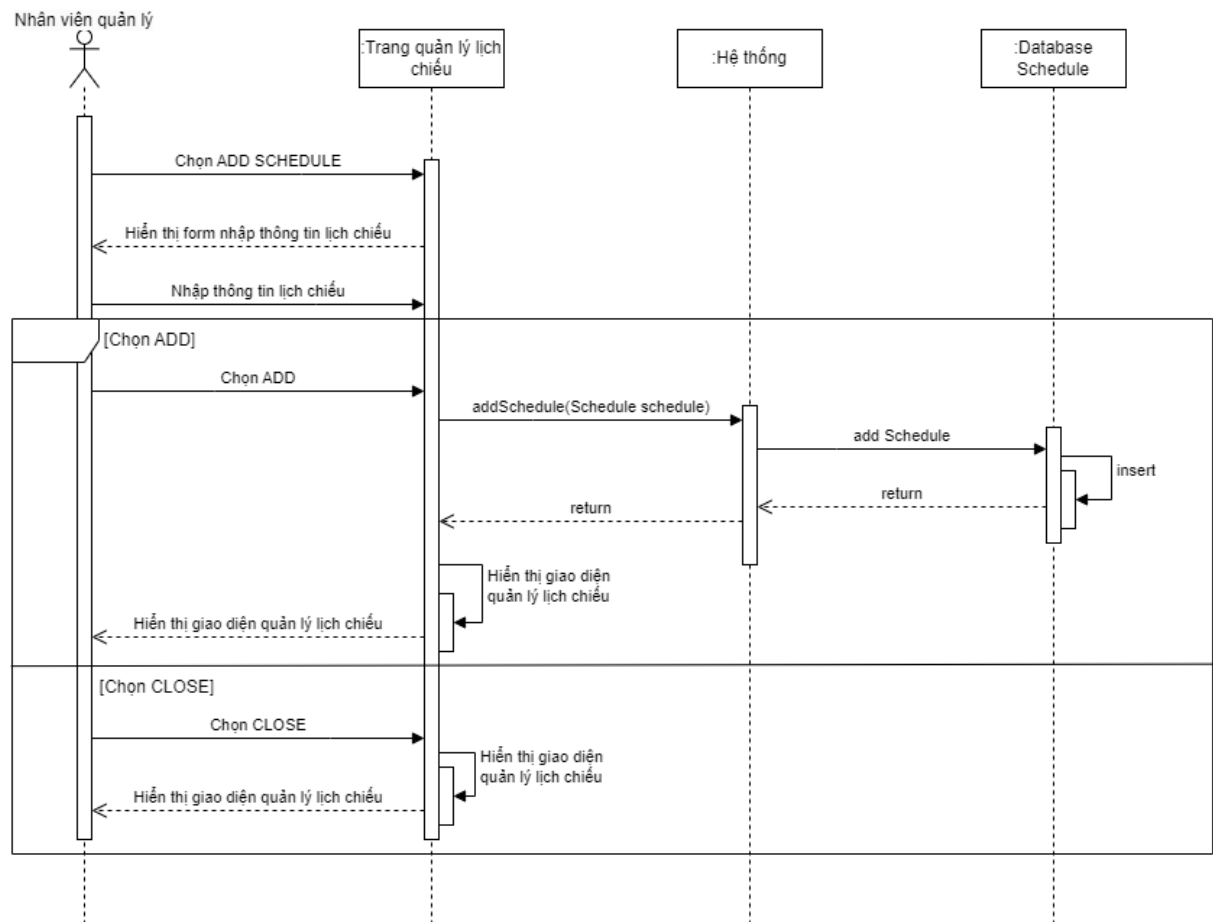 Nhân viên quản lý
:Trang quản lý lịch
chiếu
:Hệ thống
:Database
Schedule
Chọn ADD SCHEDULE
Hiển thị form nhập thông tin lịch chiếu
Nhập thông tin lịch chiếu
[Chọn ADD]
Chọn ADD
addSchedule(Schedule schedule)
add Schedule
insert
return
return
Hiển thị giao diện
quản lý lịch chiếu
Hiển thị giao diện quản lý lịch chiếu
[Chọn CLOSE]
Chọn CLOSE
Hiển thị giao diện
quản lý lịch chiếu
Hiển thị giao diện quản lý lịch chiếu